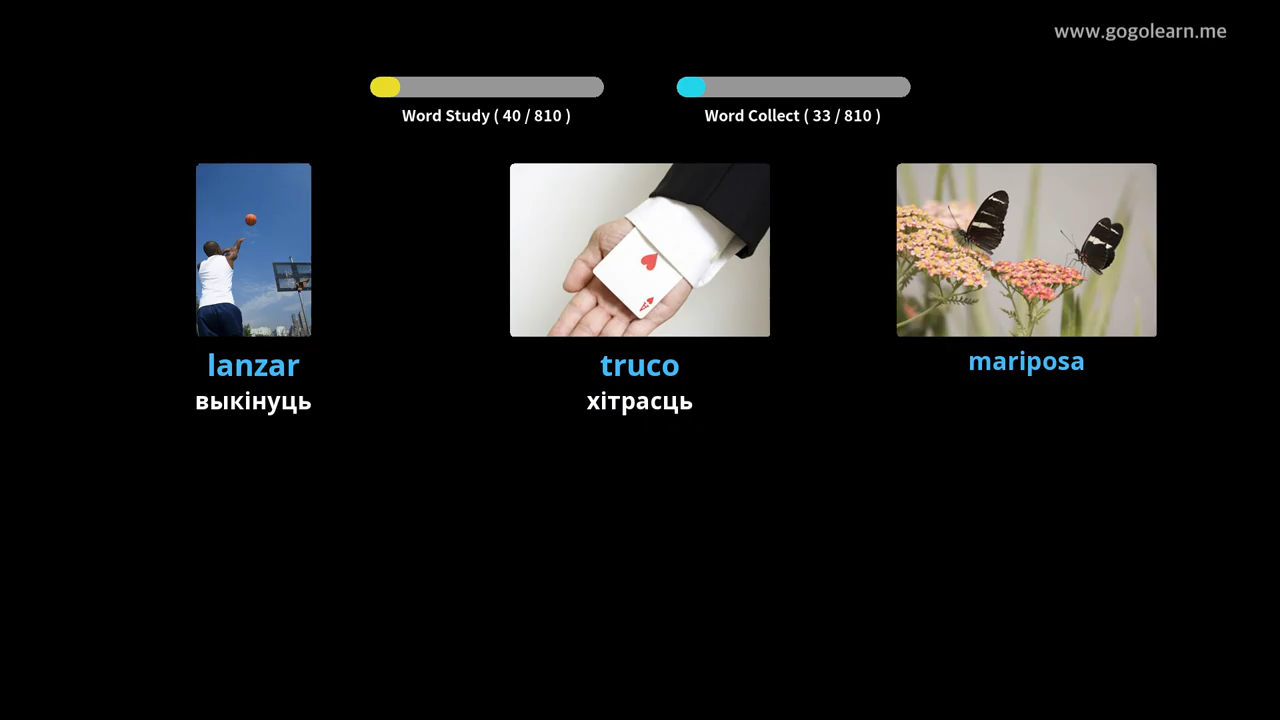 www.gogolearn.me
Word Study ( 40 / 810 )
Word Collect ( 33 / 810 )
lanzar
truco
mariposa
выкінуць
хітрасць